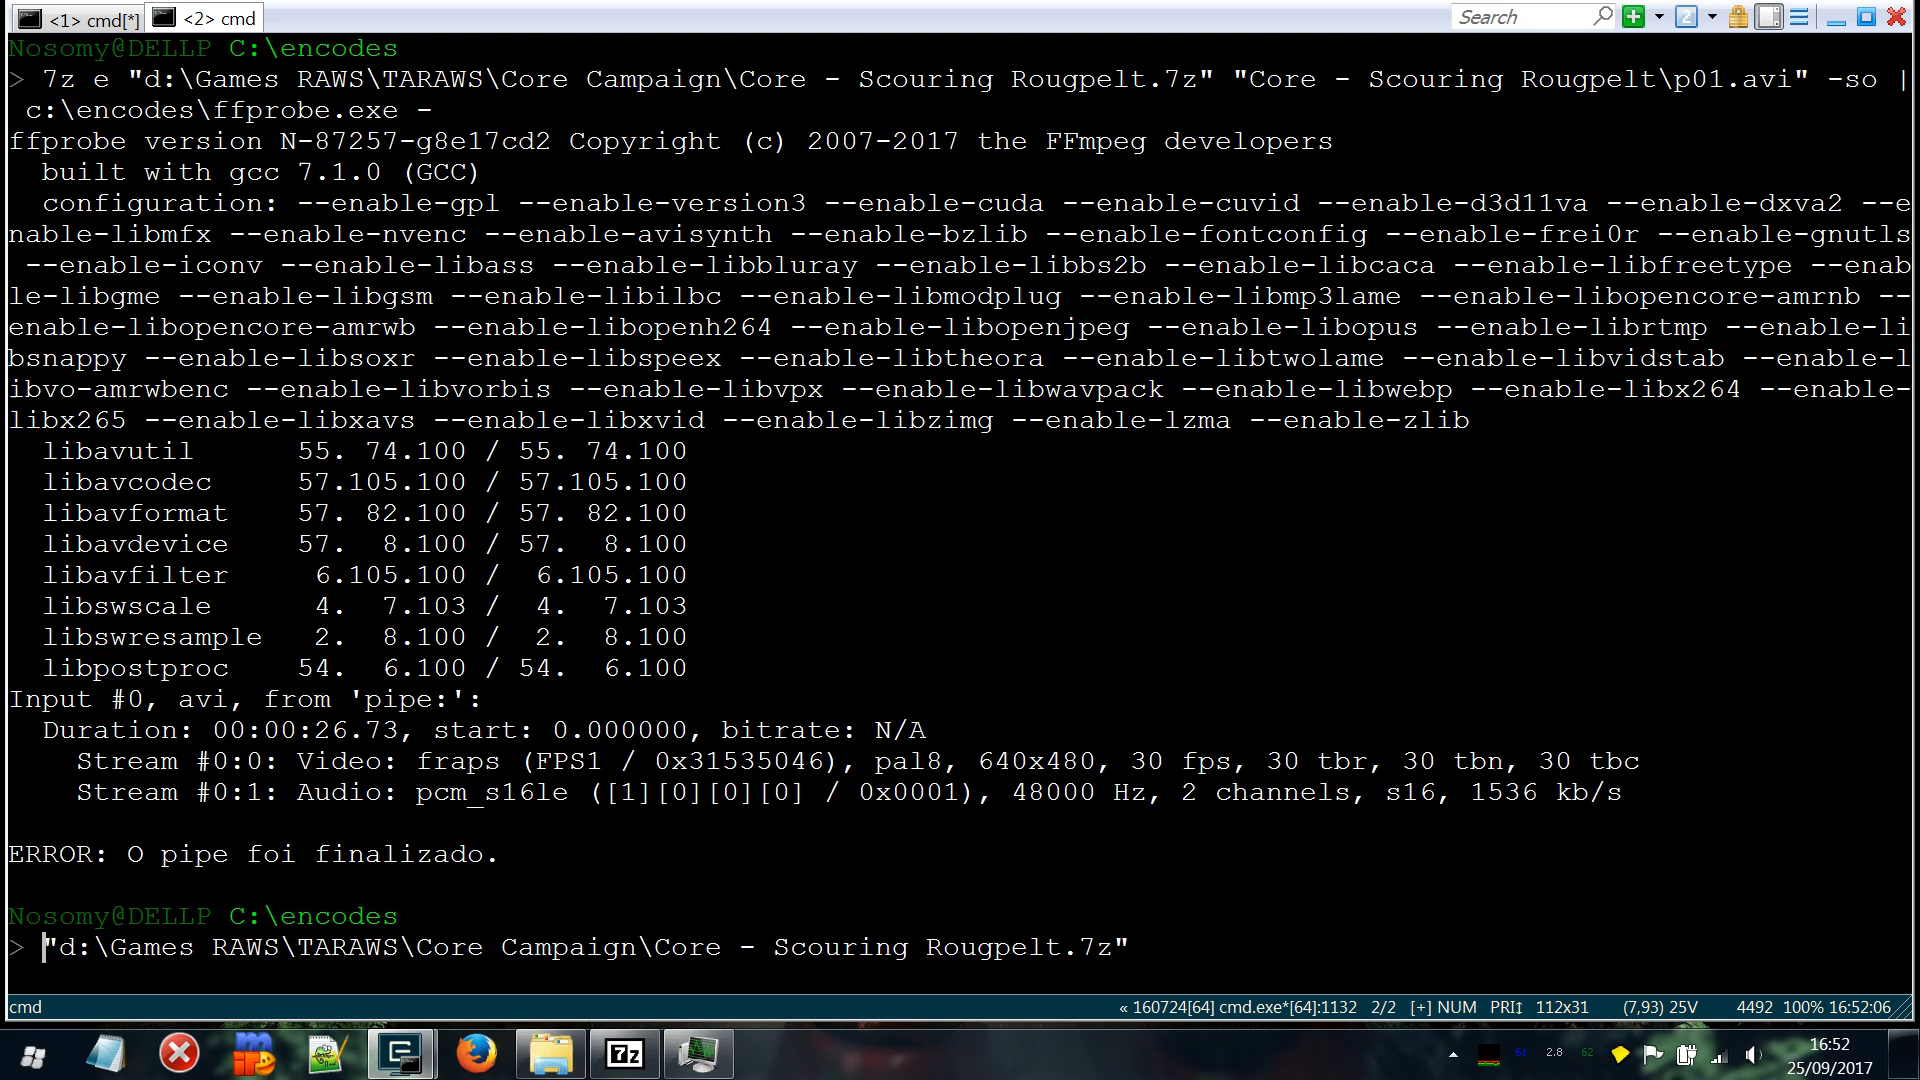 <1> cmd[*]
<2> cmd
Search
2
Nosomy@DELLP C:\encodes
> 7z e "d:\Games RAWS\TARAWS\Core Campaign\Core - Scouring Rougpelt.7z" "Core - Scouring Rougpelt\p01.avi" -so |
c:\encodes\ffprobe.exe -
ffprobe version N-87257-g8e17cd2 Copyright (c) 2007-2017 the FFmpeg developers
built with gcc 7.1.0 (GCC)
configuration: --enable-gpl --enable-version3 --enable-cuda --enable-cuvid --enable-d3d11va --enable-dxva2 --e
nable-libmfx --enable-nvenc --enable-avisynth --enable-bzlib --enable-fontconfig --enable-frei0r --enable-gnutls
--enable-iconv --enable-libass --enable-libbluray --enable-libbs2b --enable-libcaca --enable-libfreetype --enab
le-libgme --enable-libgsm --enable-libilbc --enable-libmodplug --enable-libmp3lame --enable-libopencore-amrnb --
enable-libopencore-amrwb --enable-libopenh264 --enable-libopenjpeg --enable-libopus --enable-librtmp --enable-li
bsnappy --enable-libsoxr --enable-libspeex --enable-libtheora --enable-libtwolame --enable-libvidstab --enable-l
ibvo-amrwbenc --enable-libvorbis --enable-libvpx --enable-libwavpack --enable-libwebp --enable-libx264 --enable-
libx265 --enable-libxavs --enable-libxvid --enable-libzimg --enable-lzma --enable-zlib
libavutil 55. 74.100 / 55. 74.100
libavcodec 57.105.100 / 57.105.100
libavformat 57. 82.100 / 57. 82.100
libavdevice 57. 8.100 / 57. 8.100
libavfilter 6.105.100 / 6.105.100
libswscale 4. 7.103 / 4. 7.103
libswresample 2. 8.100 / 2. 8.100
libpostproc 54. 6.100 / 54. 6.100
Input #0, avi, from 'pipe:':
Duration: 00:00:26.73, start: 0.000000, bitrate: N/A
Stream #0:0: Video: fraps (FPS1 / 0x31535046), pal8, 640x480, 30 fps, 30 tbr, 30 tbn, 30 tbc
Stream #0:1: Audio: pcm_s16le ([1][0][0][0] / 0x0001), 48000 Hz, 2 channels, s16, 1536 kb/s
ERROR: O pipe foi finalizado.
Nosomy@DELLP C:\encodes
> "d:\Games RAWS\TARAWS\Core Campaign\Core - Scouring Rougpelt.7z"
cmd
« 160724[64] cmd.exe*[64]:1132 2/2 [+] NUM PRI↕ 112x31 (7,93) 25V 4492 100% 16:52:06
7z
61 2.8 62
16:52
25/09/2017